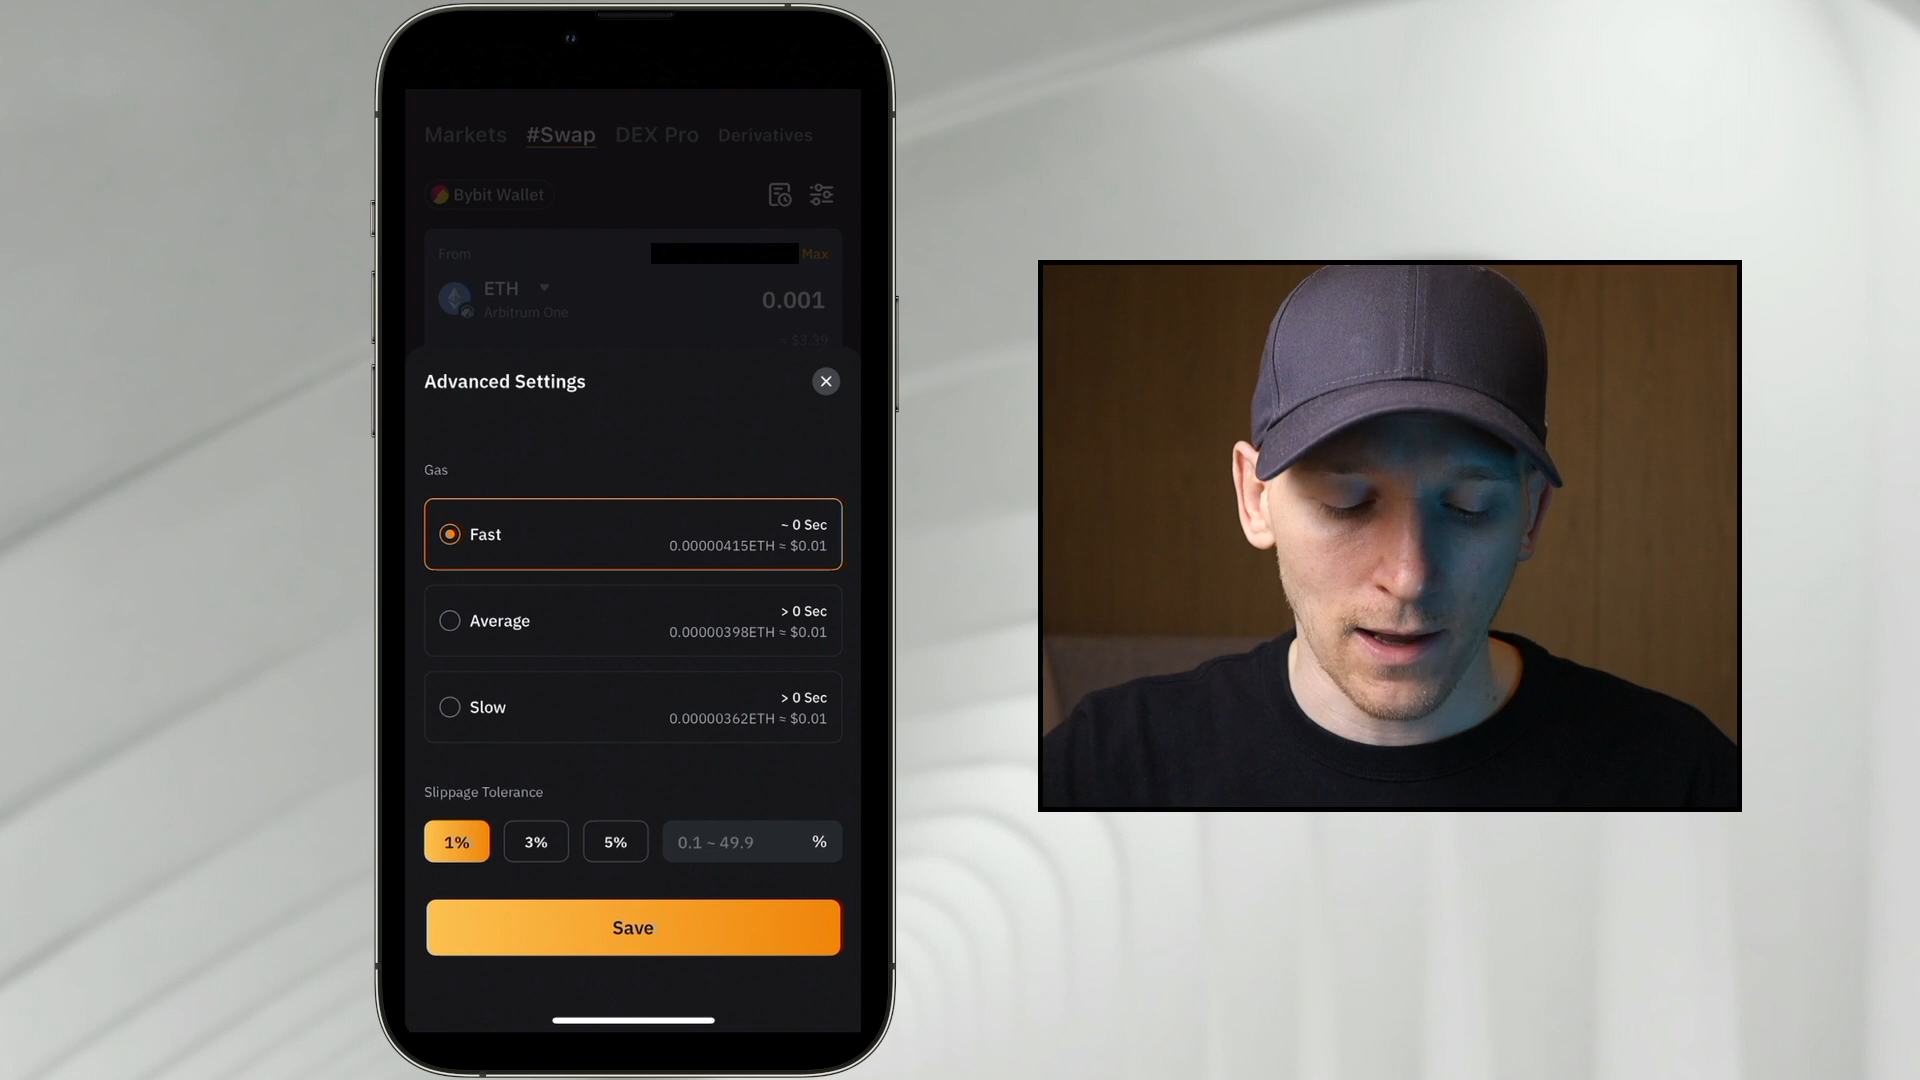 Markets #Swap DEX Pro Derivatives
Bybit Wallet
From Max
ETH 0.001
Arbitrum One
≈ $3.39
Advanced Settings
Gas
Fast ~ 0 Sec
0.00000415ETH ≈ $0.01
Average > 0 Sec
0.00000398ETH ≈ $0.01
Slow > 0 Sec
0.00000362ETH ≈ $0.01
Slippage Tolerance
1% 3% 5% 0.1 ~ 49.9 %
Save